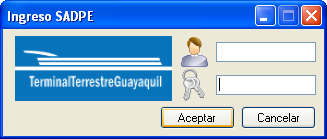 Ingreso SADPE
TerminalTerrestreGuayaquil
Aceptar
Cancelar